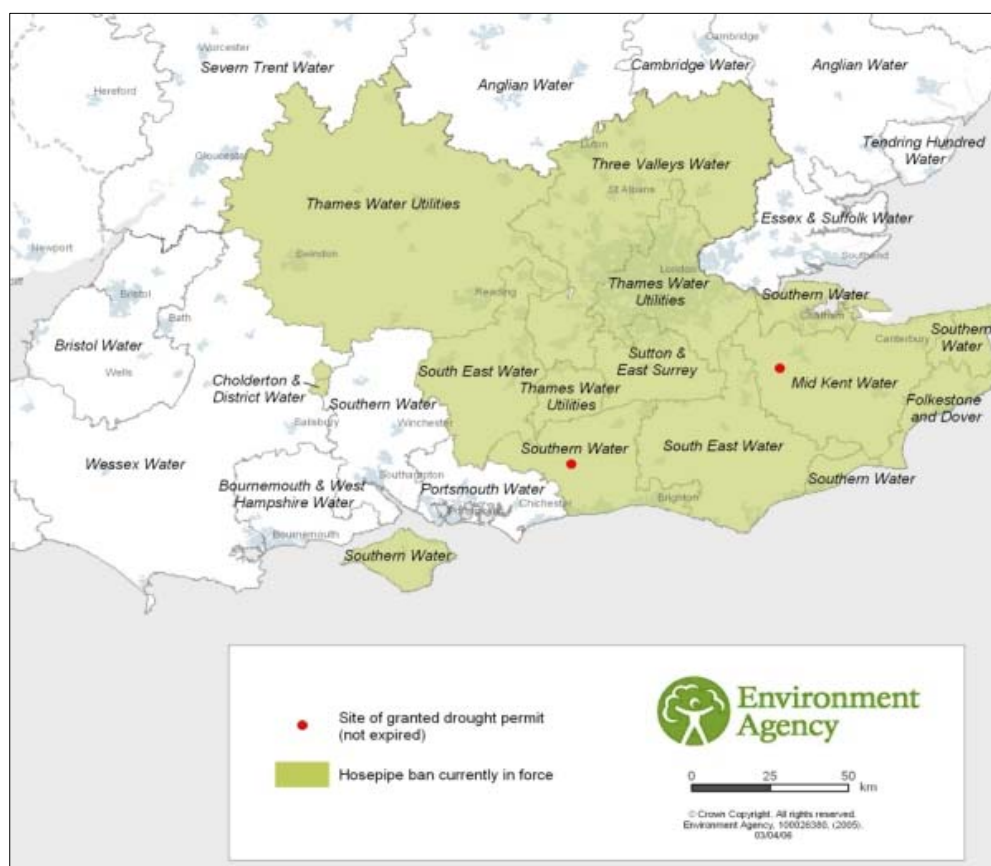 Worcester
Severn Trent Water
Cambridge
Cambridge Water
Anglian Water
Anglian Water
Hereford
Tendring Hundred
Water
Gloucester
Luton
Three Valleys Water
St Albans
Thames Water Utilities
Essex & Suffolk Water
Newport
Swindon
London
Southend
Reading
Thames Water
Utilities
Southern Water
Chatham
Bristol
Bath
Bristol Water
Wells
Canterbury
Southern
Water
Sutton &
East Surrey
South East Water
Mid Kent Water
Cholderton &
District Water
Thames Water
Utilities
Folkestone
and Dover
Southern Water
Salisbury
Winchester
Southern Water
South East Water
Wessex Water
Southampton
Bournemouth & West
Hampshire Water
Portsmouth Water
Chichester
Brighton
Southern Water
Bournemouth
Southern Water
Site of granted drought permit
(not expired)
Hosepipe ban currently in force
Environment
Agency
0 25 50
km
© Crown Copyright. All rights reserved.
Environment Agency, 100026380, (2005).
03/04/06